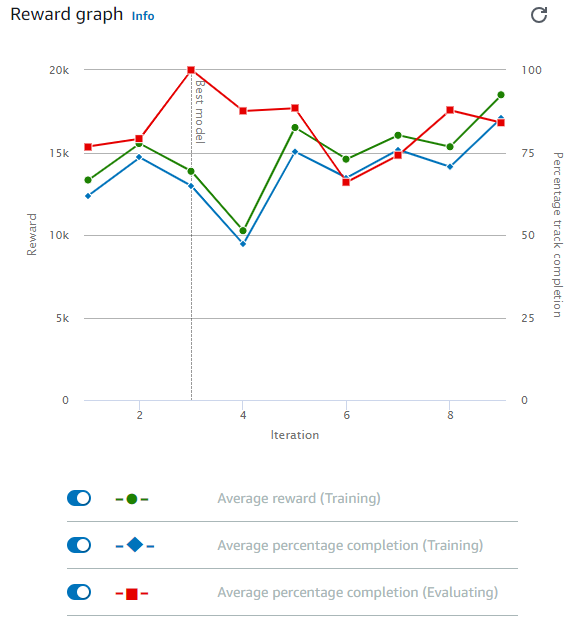 Reward graph Info
20k 100
Best model
15k 75
10k 50
Reward
Percentage track completion
5k 25
0 0
2 4 6 8
Iteration
Average reward (Training)
Average percentage completion (Training)
Average percentage completion (Evaluating)